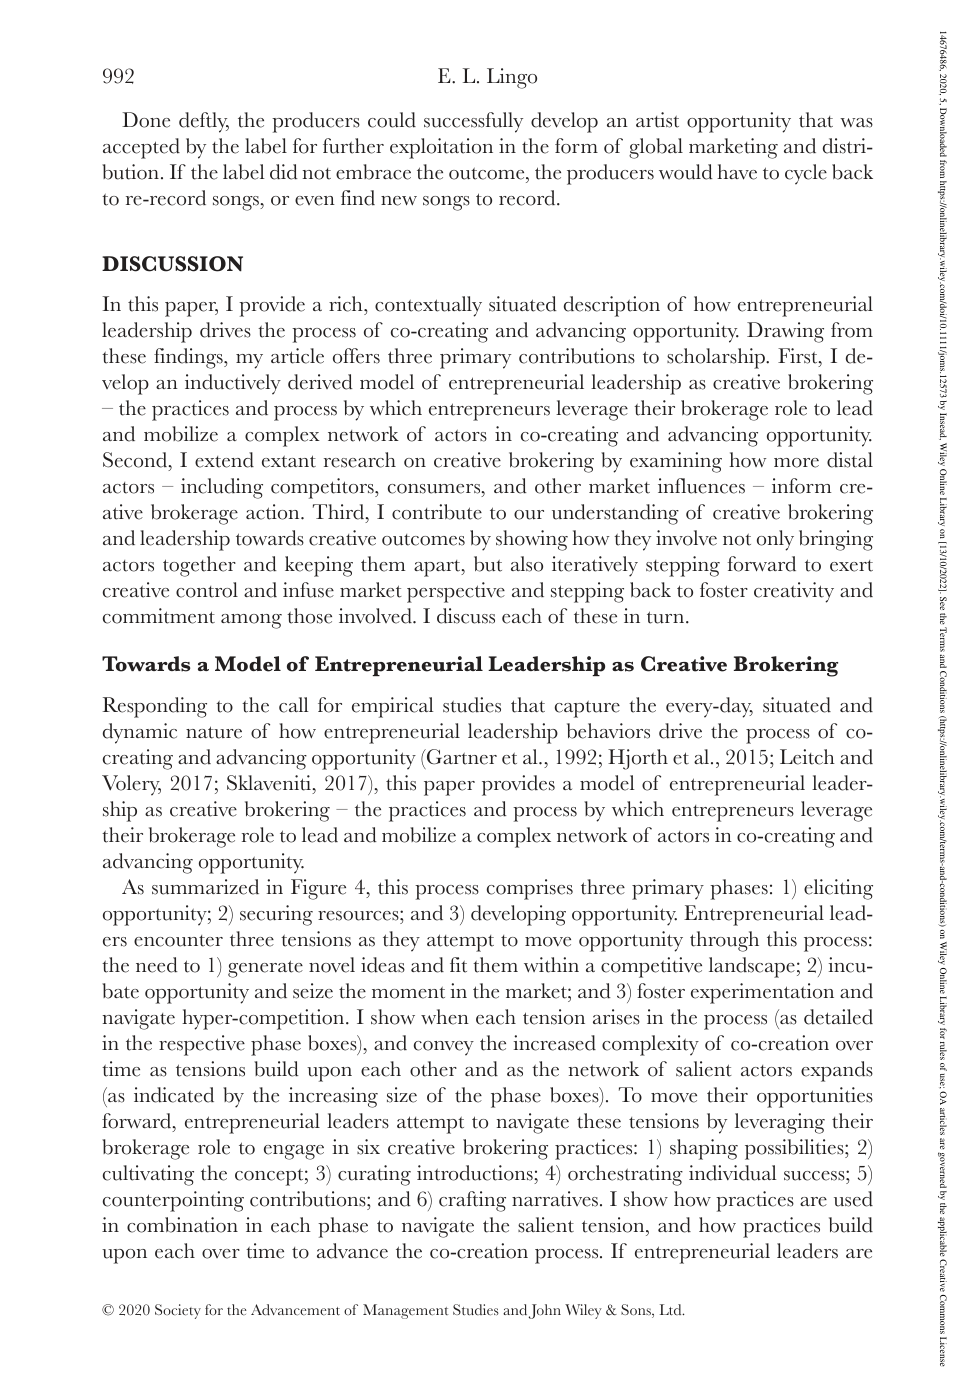 992
E. L. Lingo
Done deftly, the producers could successfully develop an artist opportunity that was
accepted by the label for further exploitation in the form of global marketing and distri-
bution. If the label did not embrace the outcome, the producers would have to cycle back
to re-record songs, or even find new songs to record.
DISCUSSION
In this paper, I provide a rich, contextually situated description of how entrepreneurial
leadership drives the process of co-creating and advancing opportunity. Drawing from
these findings, my article offers three primary contributions to scholarship. First, I de-
velop an inductively derived model of entrepreneurial leadership as creative brokering
– the practices and process by which entrepreneurs leverage their brokerage role to lead
and mobilize a complex network of actors in co-creating and advancing opportunity.
Second, I extend extant research on creative brokering by examining how more distal
actors – including competitors, consumers, and other market influences – inform cre-
ative brokerage action. Third, I contribute to our understanding of creative brokering
and leadership towards creative outcomes by showing how they involve not only bringing
actors together and keeping them apart, but also iteratively stepping forward to exert
creative control and infuse market perspective and stepping back to foster creativity and
commitment among those involved. I discuss each of these in turn.
Towards a Model of Entrepreneurial Leadership as Creative Brokering
Responding to the call for empirical studies that capture the every-day, situated and
dynamic nature of how entrepreneurial leadership behaviors drive the process of co-
creating and advancing opportunity (Gartner et al., 1992; Hjorth et al., 2015; Leitch and
Volery, 2017; Sklaveniti, 2017), this paper provides a model of entrepreneurial leader-
ship as creative brokering – the practices and process by which entrepreneurs leverage
their brokerage role to lead and mobilize a complex network of actors in co-creating and
advancing opportunity.
As summarized in Figure 4, this process comprises three primary phases: 1) eliciting
opportunity; 2) securing resources; and 3) developing opportunity. Entrepreneurial lead-
ers encounter three tensions as they attempt to move opportunity through this process:
the need to 1) generate novel ideas and fit them within a competitive landscape; 2) incu-
bate opportunity and seize the moment in the market; and 3) foster experimentation and
navigate hyper-competition. I show when each tension arises in the process (as detailed
in the respective phase boxes), and convey the increased complexity of co-creation over
time as tensions build upon each other and as the network of salient actors expands
(as indicated by the increasing size of the phase boxes). To move their opportunities
forward, entrepreneurial leaders attempt to navigate these tensions by leveraging their
brokerage role to engage in six creative brokering practices: 1) shaping possibilities; 2)
cultivating the concept; 3) curating introductions; 4) orchestrating individual success; 5)
counterpointing contributions; and 6) crafting narratives. I show how practices are used
in combination in each phase to navigate the salient tension, and how practices build
upon each over time to advance the co-creation process. If entrepreneurial leaders are
© 2020 Society for the Advancement of Management Studies and John Wiley & Sons, Ltd.
14676486, 2020, 5, Downloaded from https://onlinelibrary.wiley.com/doi/10.1111/joms.12573 by Insead, Wiley Online Library on [13/10/2022]. See the Terms and Conditions (https://onlinelibrary.wiley.com/terms-and-conditions) on Wiley Online Library for rules of use; OA articles are governed by the applicable Creative Commons License